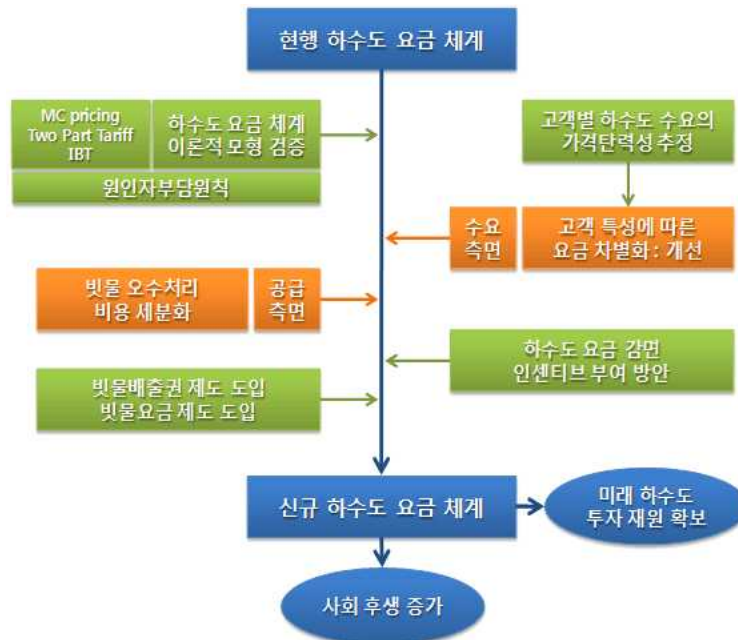 현행 하수도 요금 체계
MC pricing
Two Part Tariff
IBT
하수도 요금 체계
이론적 모형 검증
원인자부담원칙
고객별 하수도 수요의
가격탄력성 추정
수요
측면
고객 특성에 따른
요금 차별화 : 개선
빗물 오수처리
비용 세분화
공급
측면
하수도 요금 감면
인센티브 부여 방안
빗물배출권 제도 도입
빗물요금 제도 도입
신규 하수도 요금 체계
미래 하수도
투자 재원 확보
사회 후생 증가